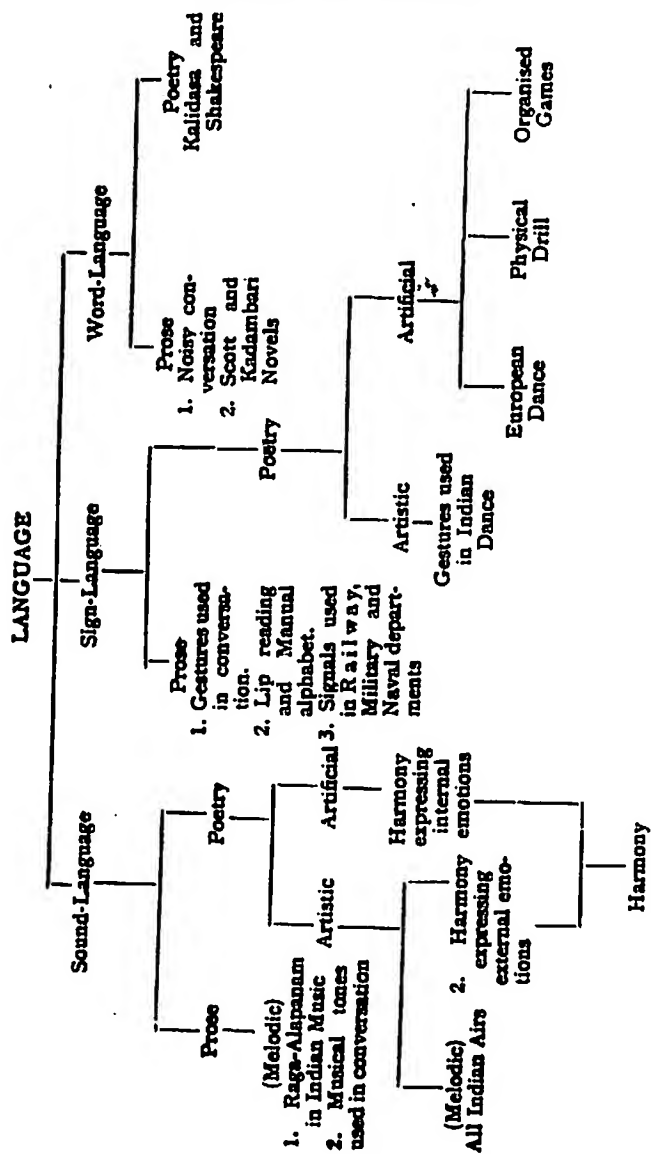 LANGUAGE
Sound-Language
Sign-Language
Word-Language
Prose
(Melodic)
1. Raga-Alapanam
in Indian Music
2. Musical tones
used in conversation
Poetry
Artistic
(Melodic)
All Indian Airs
2. Harmony
expressing
external emo-
tions
Artificial
Harmony
expressing
internal
emotions
Harmony
Prose
1. Gestures used
in conversa-
tion.
2. Lip reading
and Manual
alphabet.
3. Signals used
in Railway,
Military and
Naval depart-
ments
Poetry
Artistic
Gestures used
in Indian
Dance
Artificial
European
Dance
Physical
Drill
Organised
Games
Prose
1. Noisy con-
versation
2. Scott and
Kadambari
Novels
Poetry
Kalidasa and
Shakespeare